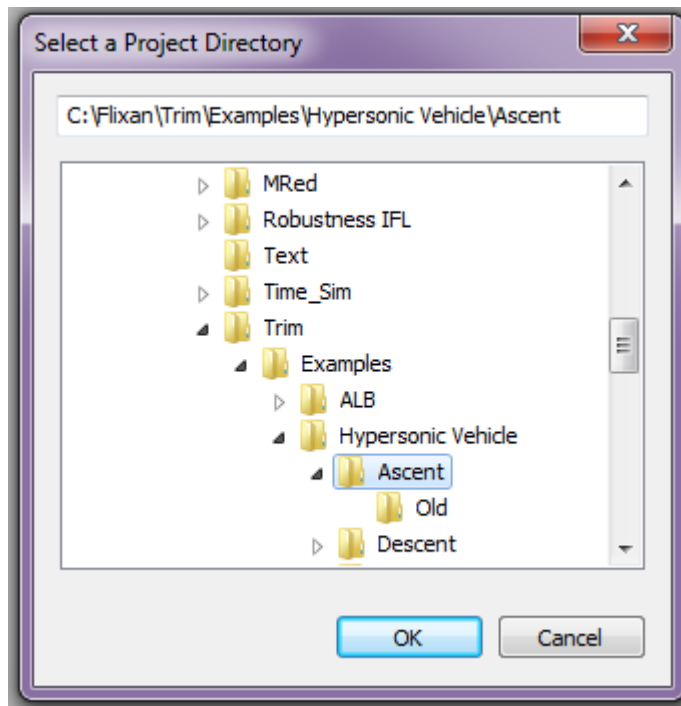 Select a Project Directory
C:\Flixan\Trim\Examples\Hypersonic Vehicle\Ascent
MRed
Robustness IFL
Text
Time_Sim
Trim
Examples
ALB
Hypersonic Vehicle
Ascent
Old
Descent
OK Cancel